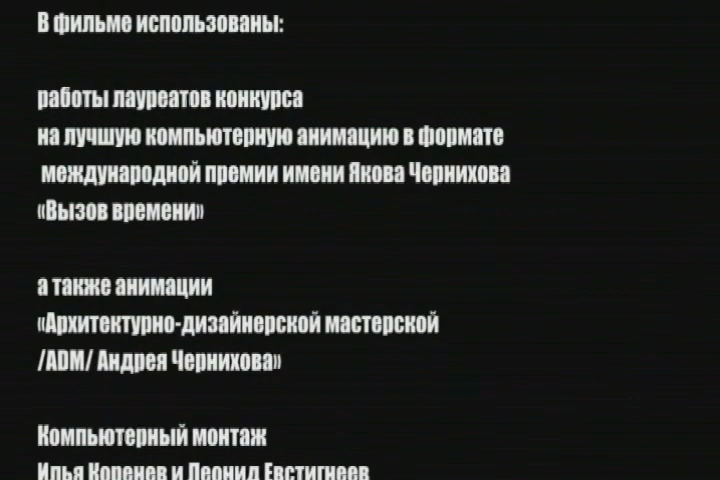 В фильме использованы:
работы лауреатов конкурса
на лучшую компьютерную анимацию в формате
международной премии имени Якова Чернихова
«Вызов времени»
а также анимации
«Архитектурно-дизайнерской мастерской
/ADM/ Андрея Чернихова»
Компьютерный монтаж
Илья Коренев и Леонид Евстигнеев